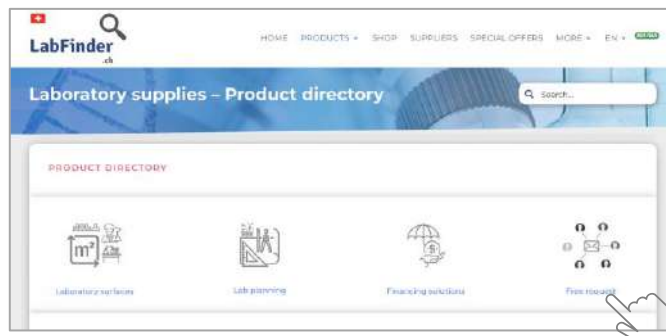 LabFinder
.ch
HOME PRODUCTS SHOP SUPPLIERS SPECIAL OFFERS MORE EN
Laboratory supplies – Product directory
Search...
PRODUCT DIRECTORY
m²
Laboratory surfaces
Lab planning
Financing solutions
Free request